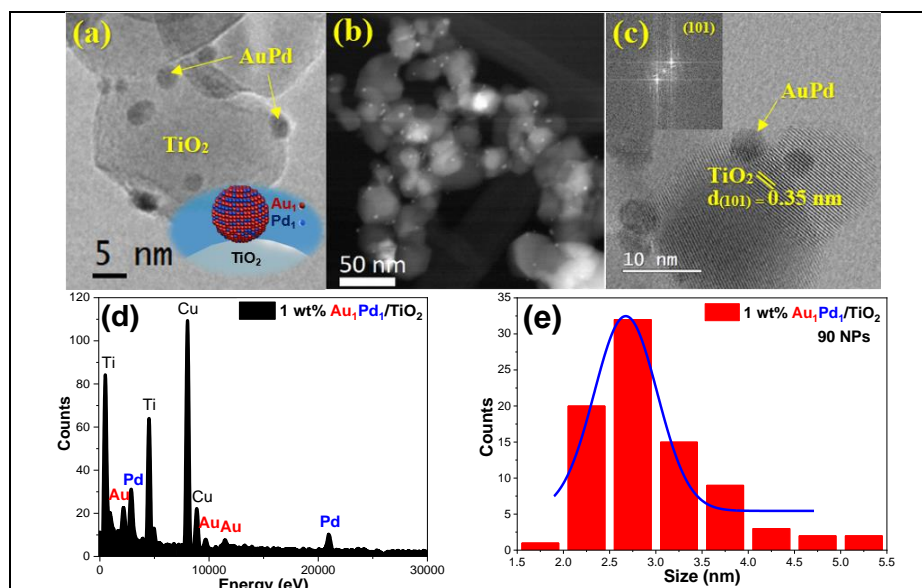 (a)
AuPd
TiO₂
Au₁
Pd₁
TiO₂
5 nm
(b)
50 nm
(c)
(101)
AuPd
TiO₂
d(101) = 0.35 nm
10 nm
(d)
1 wt% Au₁Pd₁/TiO₂
120
100
80
60
40
20
0
Counts
Ti
Au
Pd
Ti
Cu
Cu
Au
Au
Pd
0
10000
20000
30000
Energy (eV)
(e)
1 wt% Au₁Pd₁/TiO₂
90 NPs
35
30
25
20
15
10
5
0
Counts
1.5
2.0
2.5
3.0
3.5
4.0
4.5
5.0
5.5
Size (nm)